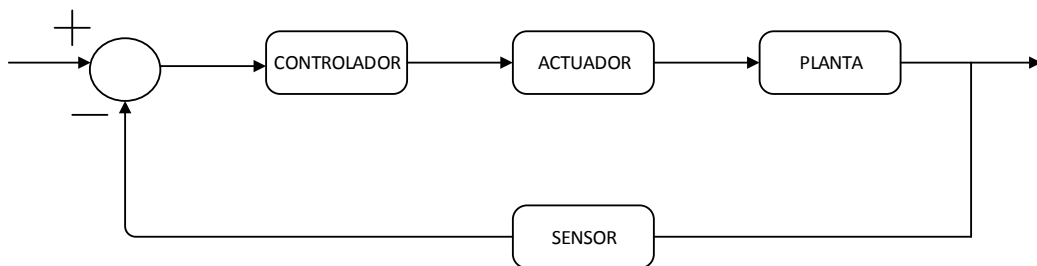 +
CONTROLADOR
ACTUADOR
PLANTA
−
SENSOR